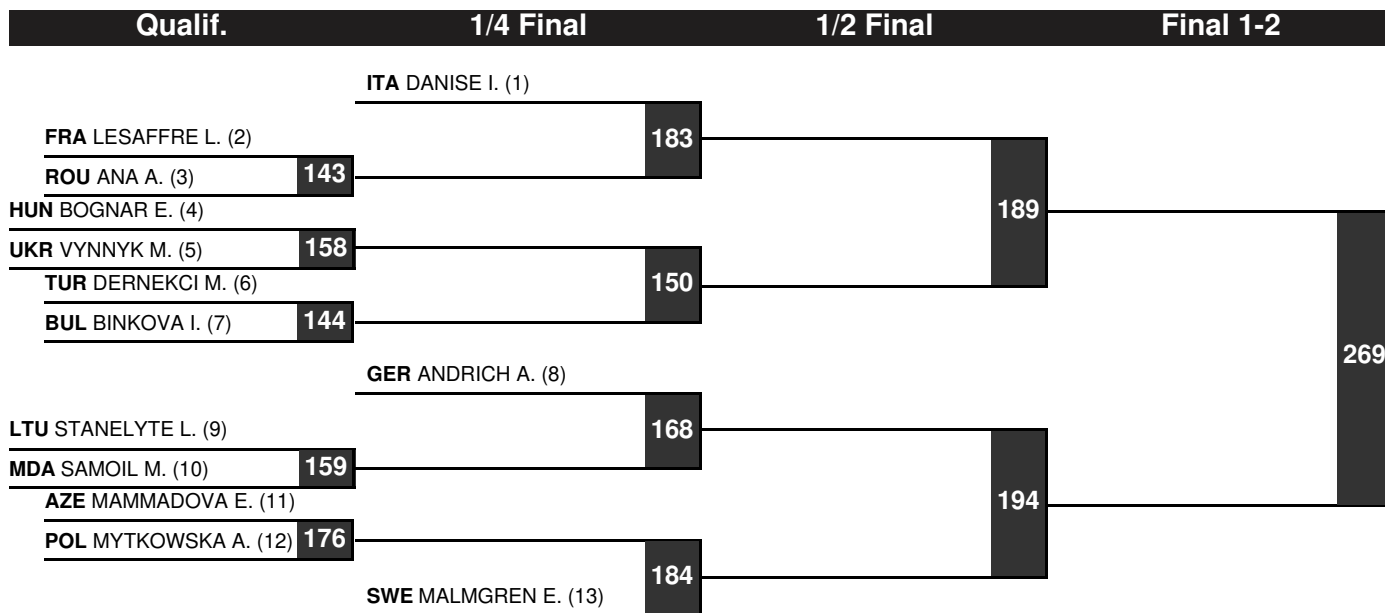 Qualif. 1/4 Final 1/2 Final Final 1-2
ITA DANISE I. (1)
FRA LESAFFRE L. (2)
183
ROU ANA A. (3) 143
HUN BOGNAR E. (4)
189
UKR VYNNYK M. (5) 158
TUR DERNEKCI M. (6)
150
BUL BINKOVA I. (7) 144
269
GER ANDRICH A. (8)
LTU STANELYTE L. (9)
168
MDA SAMOIL M. (10) 159
AZE MAMMADOVA E. (11)
194
POL MYTKOWSKA A. (12) 176
184
SWE MALMGREN E. (13)